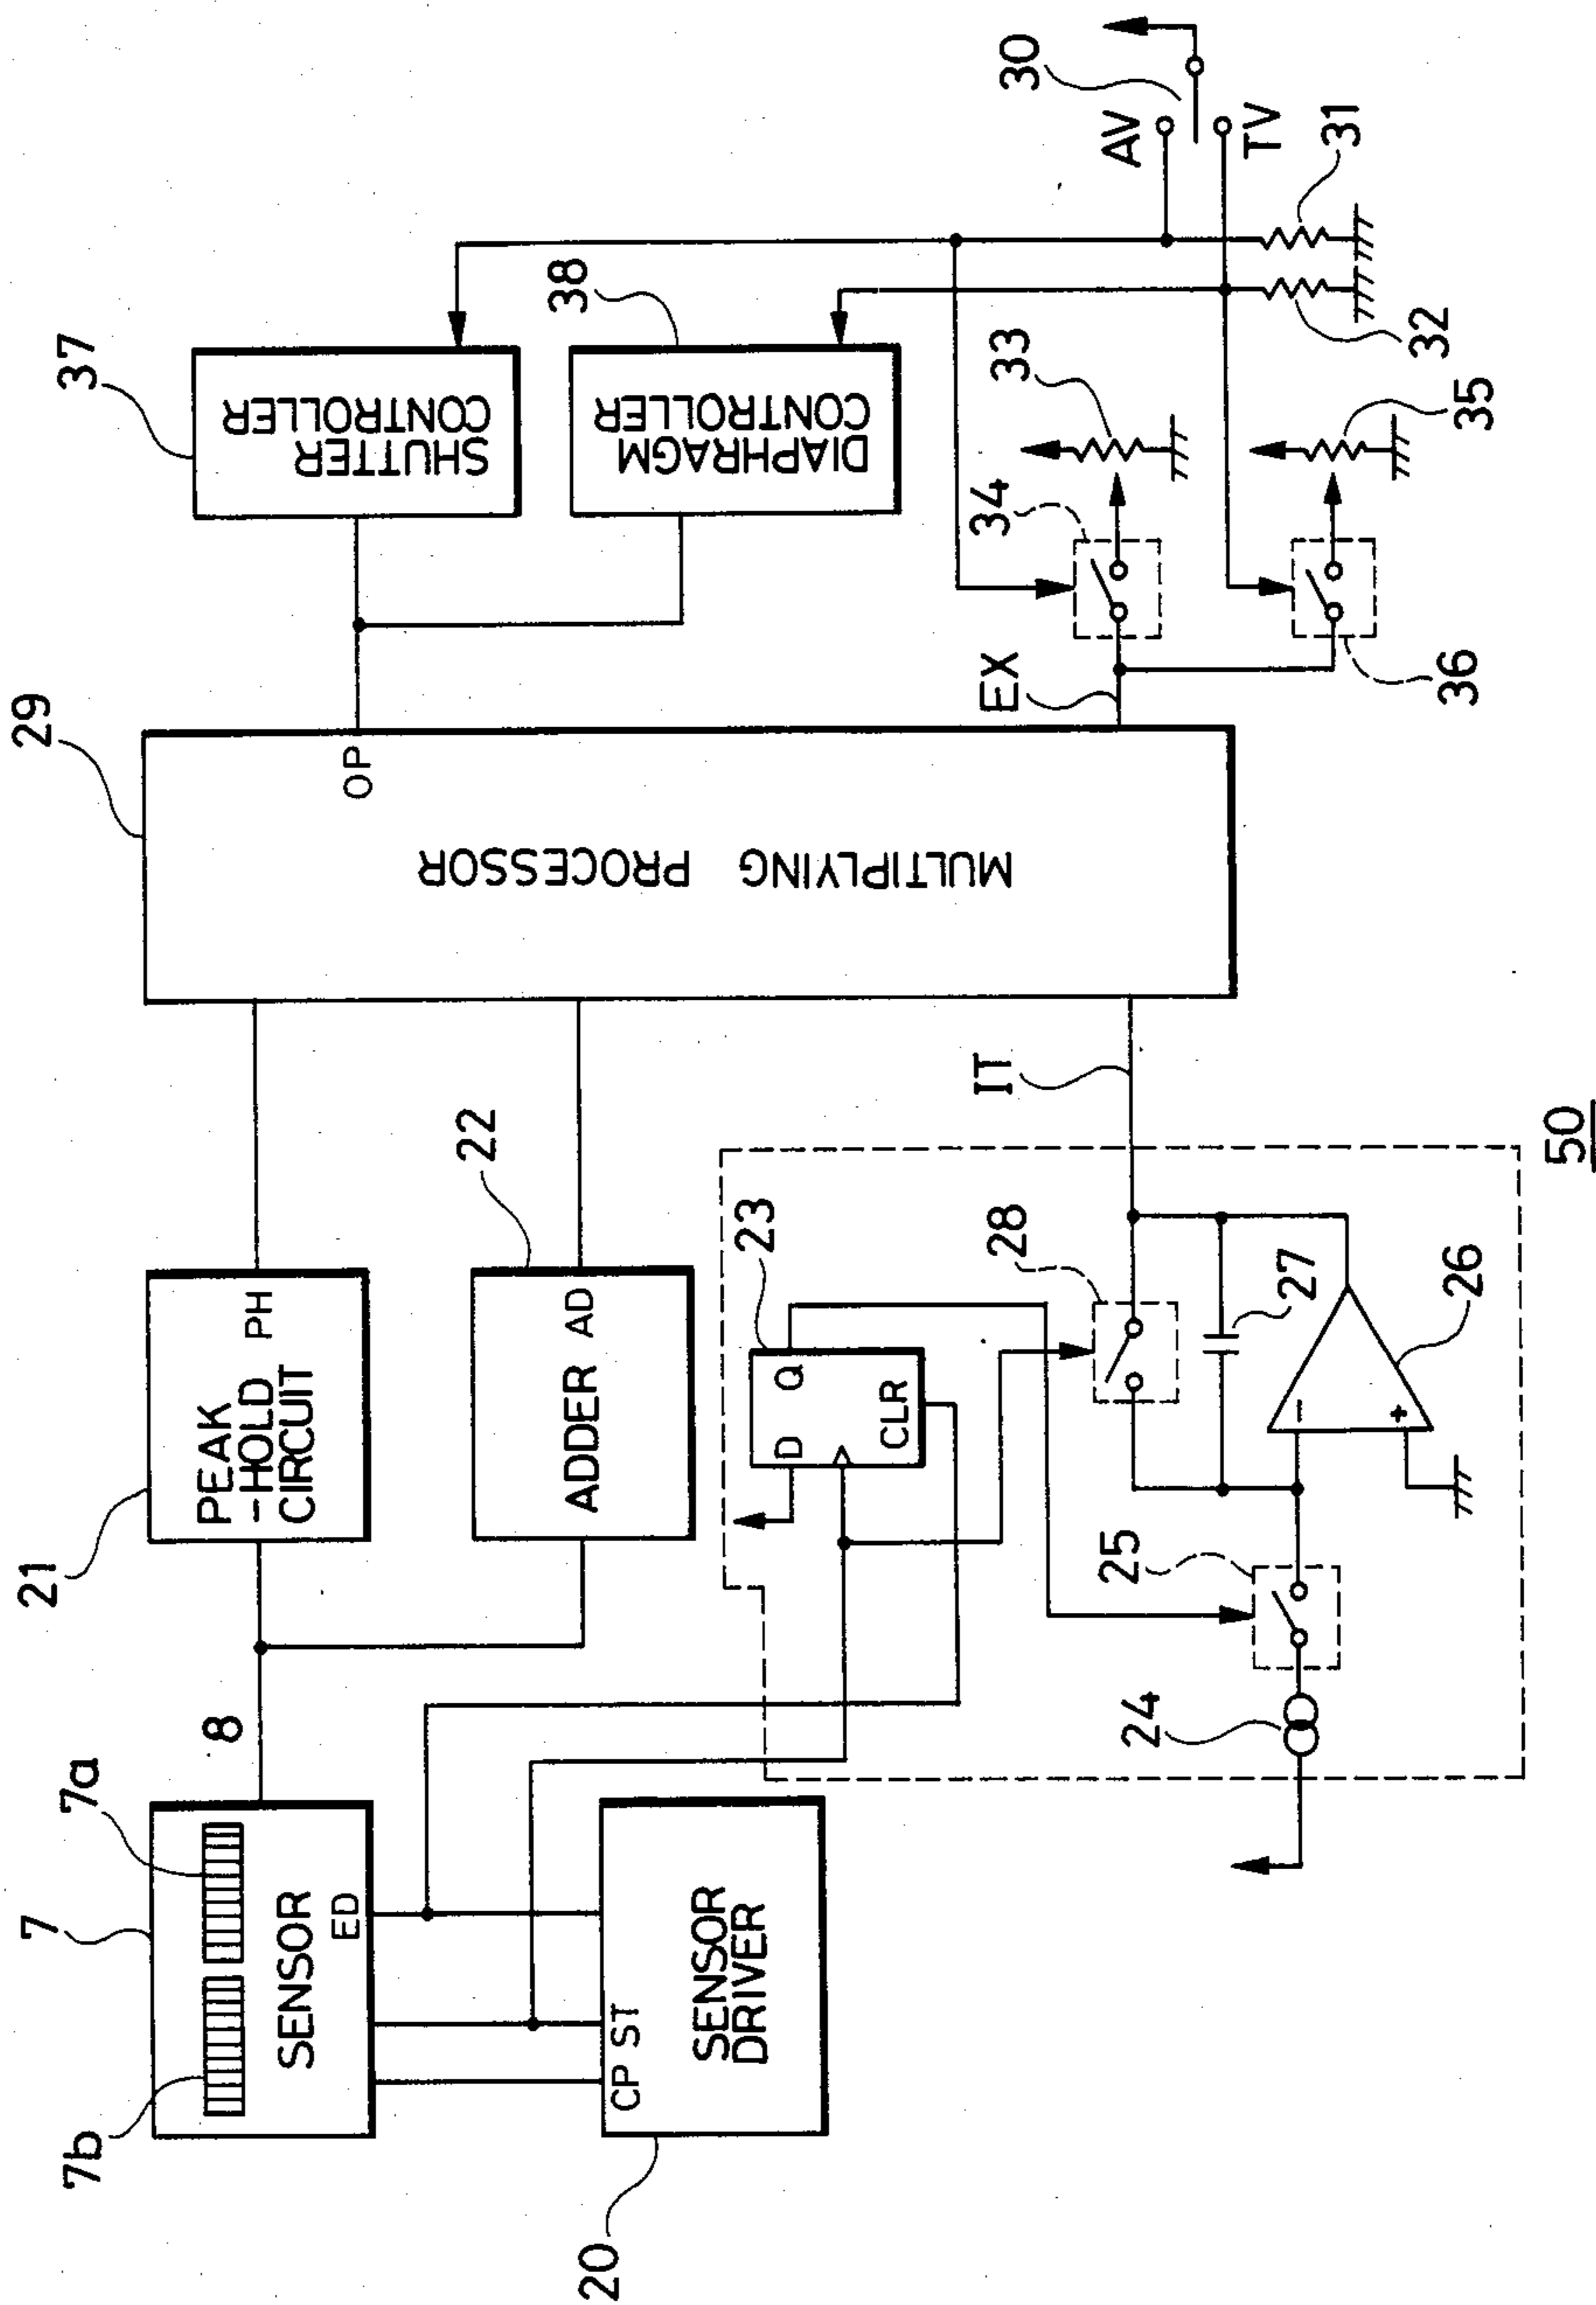 7
7a
7b
SENSOR
ED
8
CP ST
SENSOR
DRIVER
20
21
PEAK
-HOLD
CIRCUIT
PH
22
ADDER
AD
23
D
Q
CLR
24
25
26
-
+
27
28
50
IT
29
MULTIPLYING PROCESSOR
OP
EX
37
SHUTTER
CONTROLLER
38
DIAPHRAGM
CONTROLLER
34
33
36
35
AV
30
TV
31
32